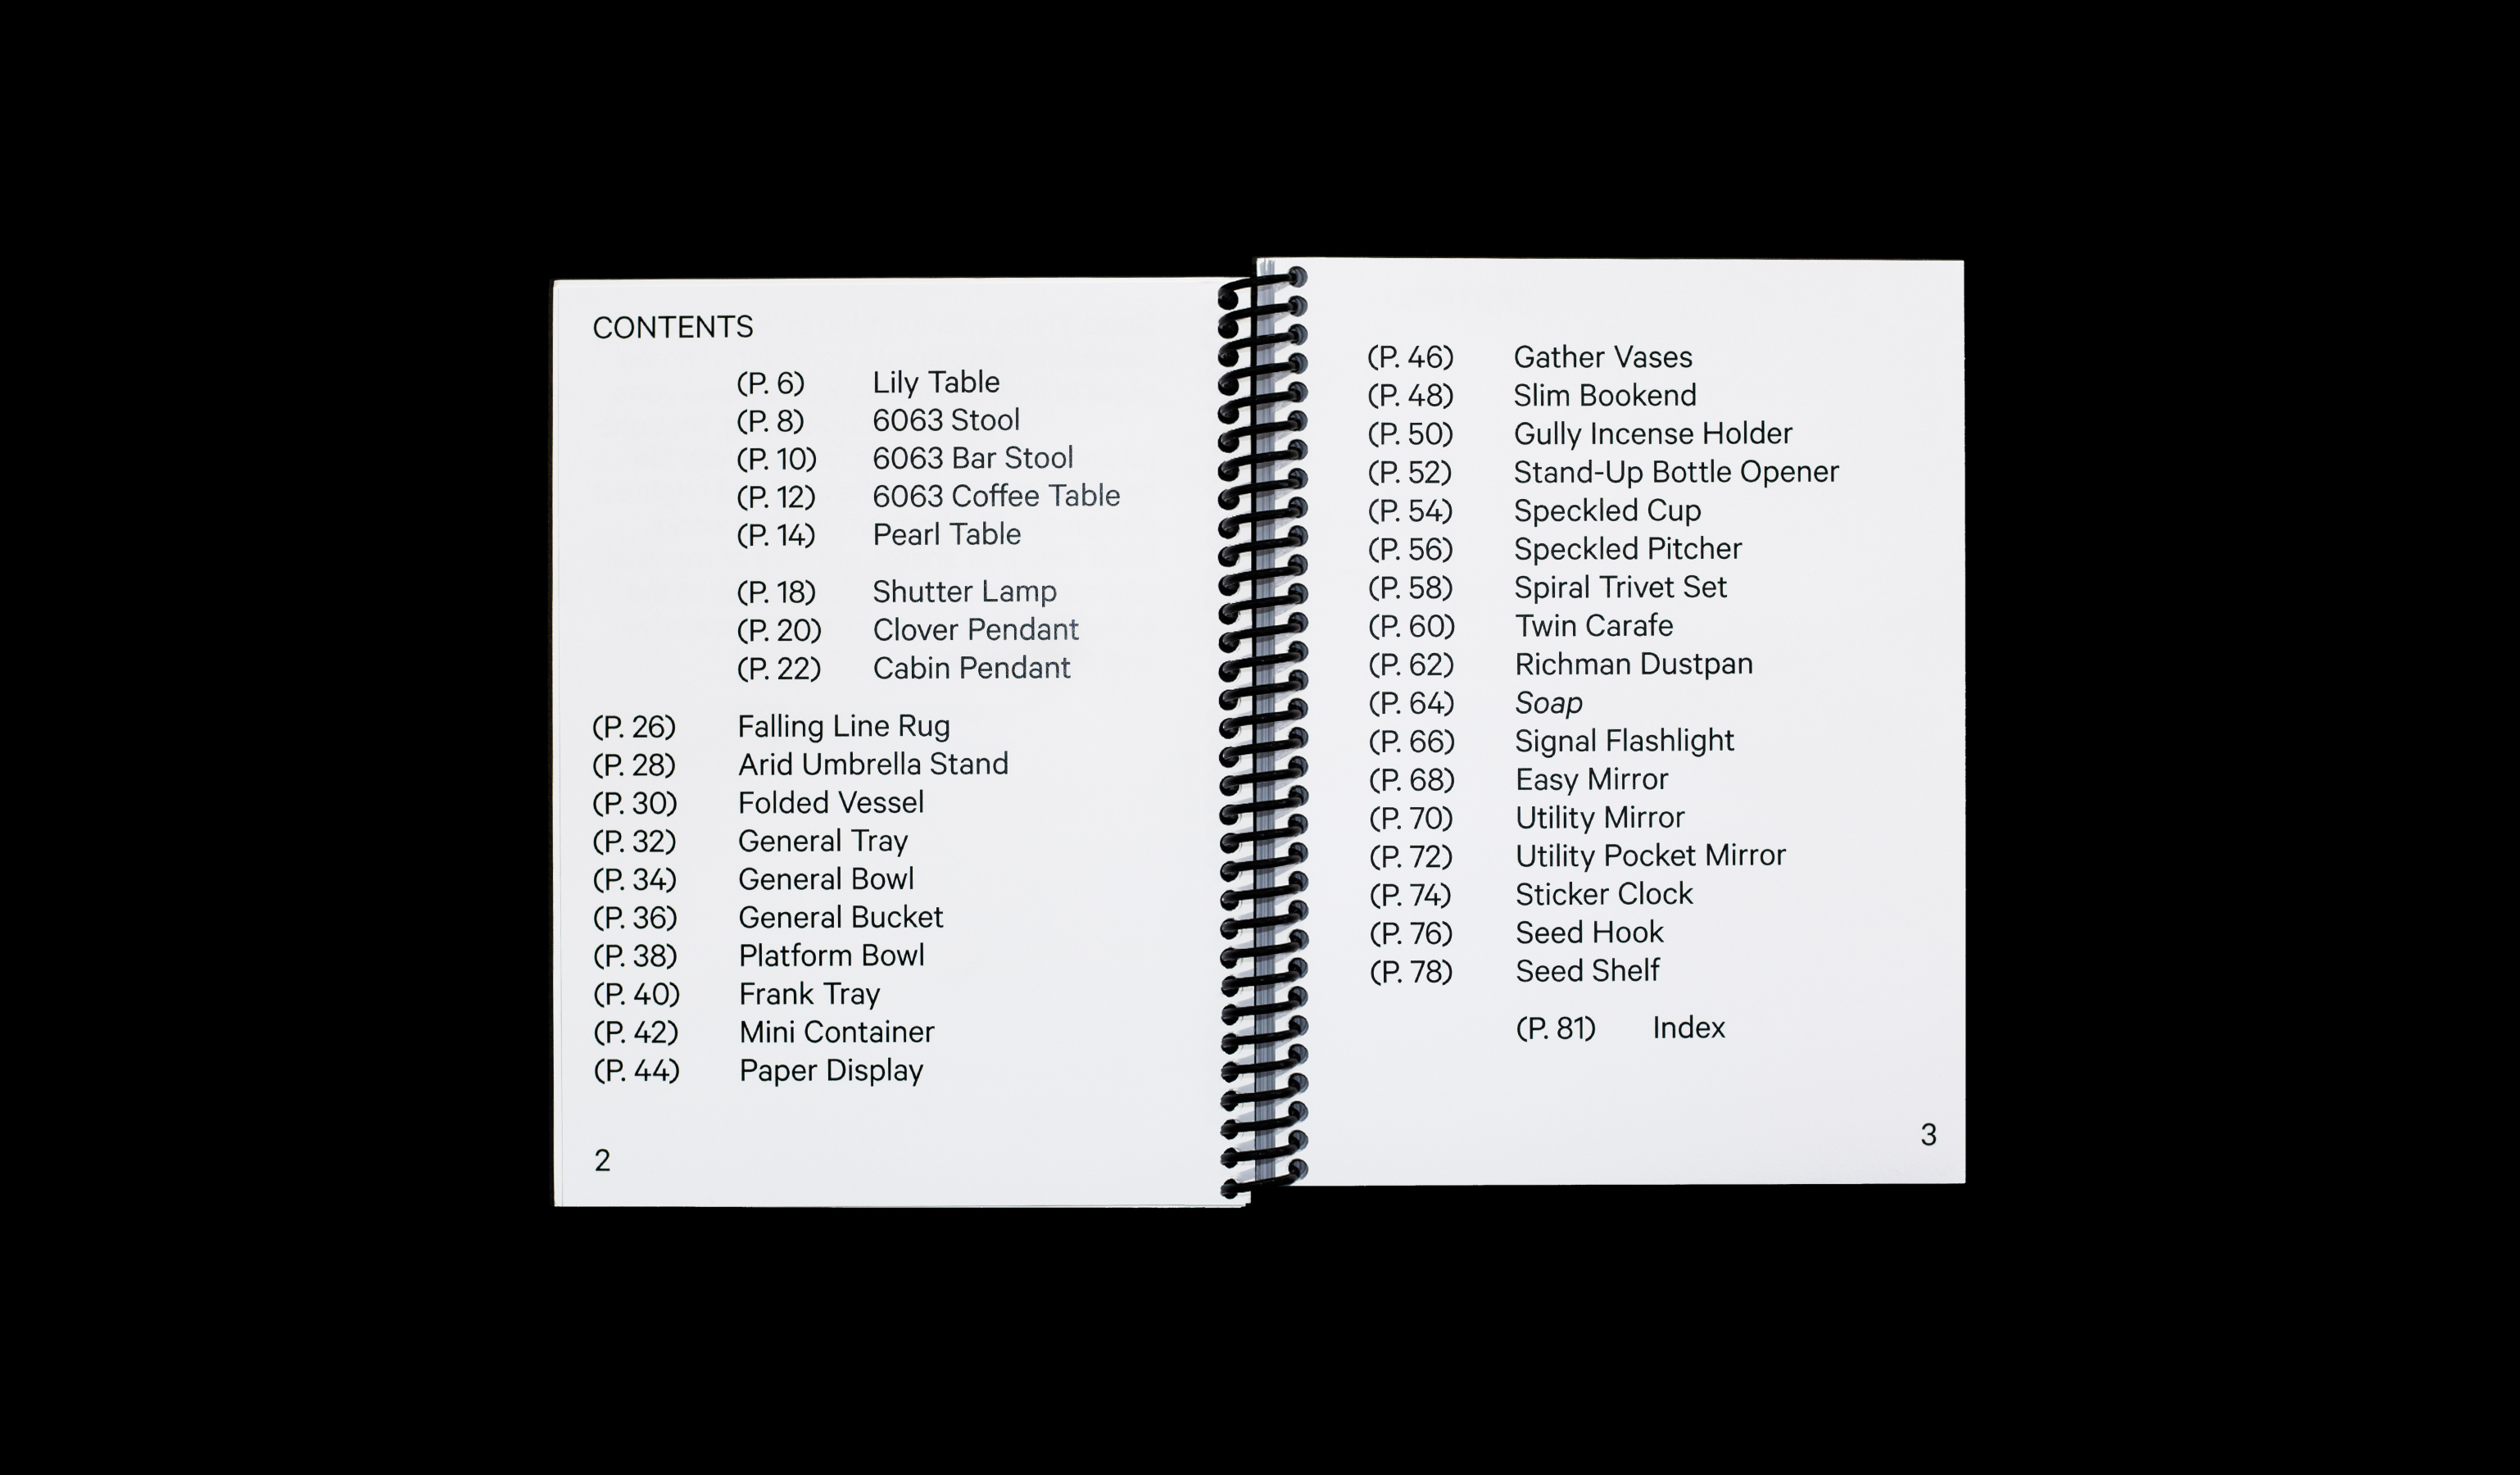 CONTENTS
(P. 6) Lily Table
(P. 8) 6063 Stool
(P. 10) 6063 Bar Stool
(P. 12) 6063 Coffee Table
(P. 14) Pearl Table
(P. 18) Shutter Lamp
(P. 20) Clover Pendant
(P. 22) Cabin Pendant
(P. 26) Falling Line Rug
(P. 28) Arid Umbrella Stand
(P. 30) Folded Vessel
(P. 32) General Tray
(P. 34) General Bowl
(P. 36) General Bucket
(P. 38) Platform Bowl
(P. 40) Frank Tray
(P. 42) Mini Container
(P. 44) Paper Display
2
(P. 46) Gather Vases
(P. 48) Slim Bookend
(P. 50) Gully Incense Holder
(P. 52) Stand-Up Bottle Opener
(P. 54) Speckled Cup
(P. 56) Speckled Pitcher
(P. 58) Spiral Trivet Set
(P. 60) Twin Carafe
(P. 62) Richman Dustpan
(P. 64) Soap
(P. 66) Signal Flashlight
(P. 68) Easy Mirror
(P. 70) Utility Mirror
(P. 72) Utility Pocket Mirror
(P. 74) Sticker Clock
(P. 76) Seed Hook
(P. 78) Seed Shelf
(P. 81) Index
3